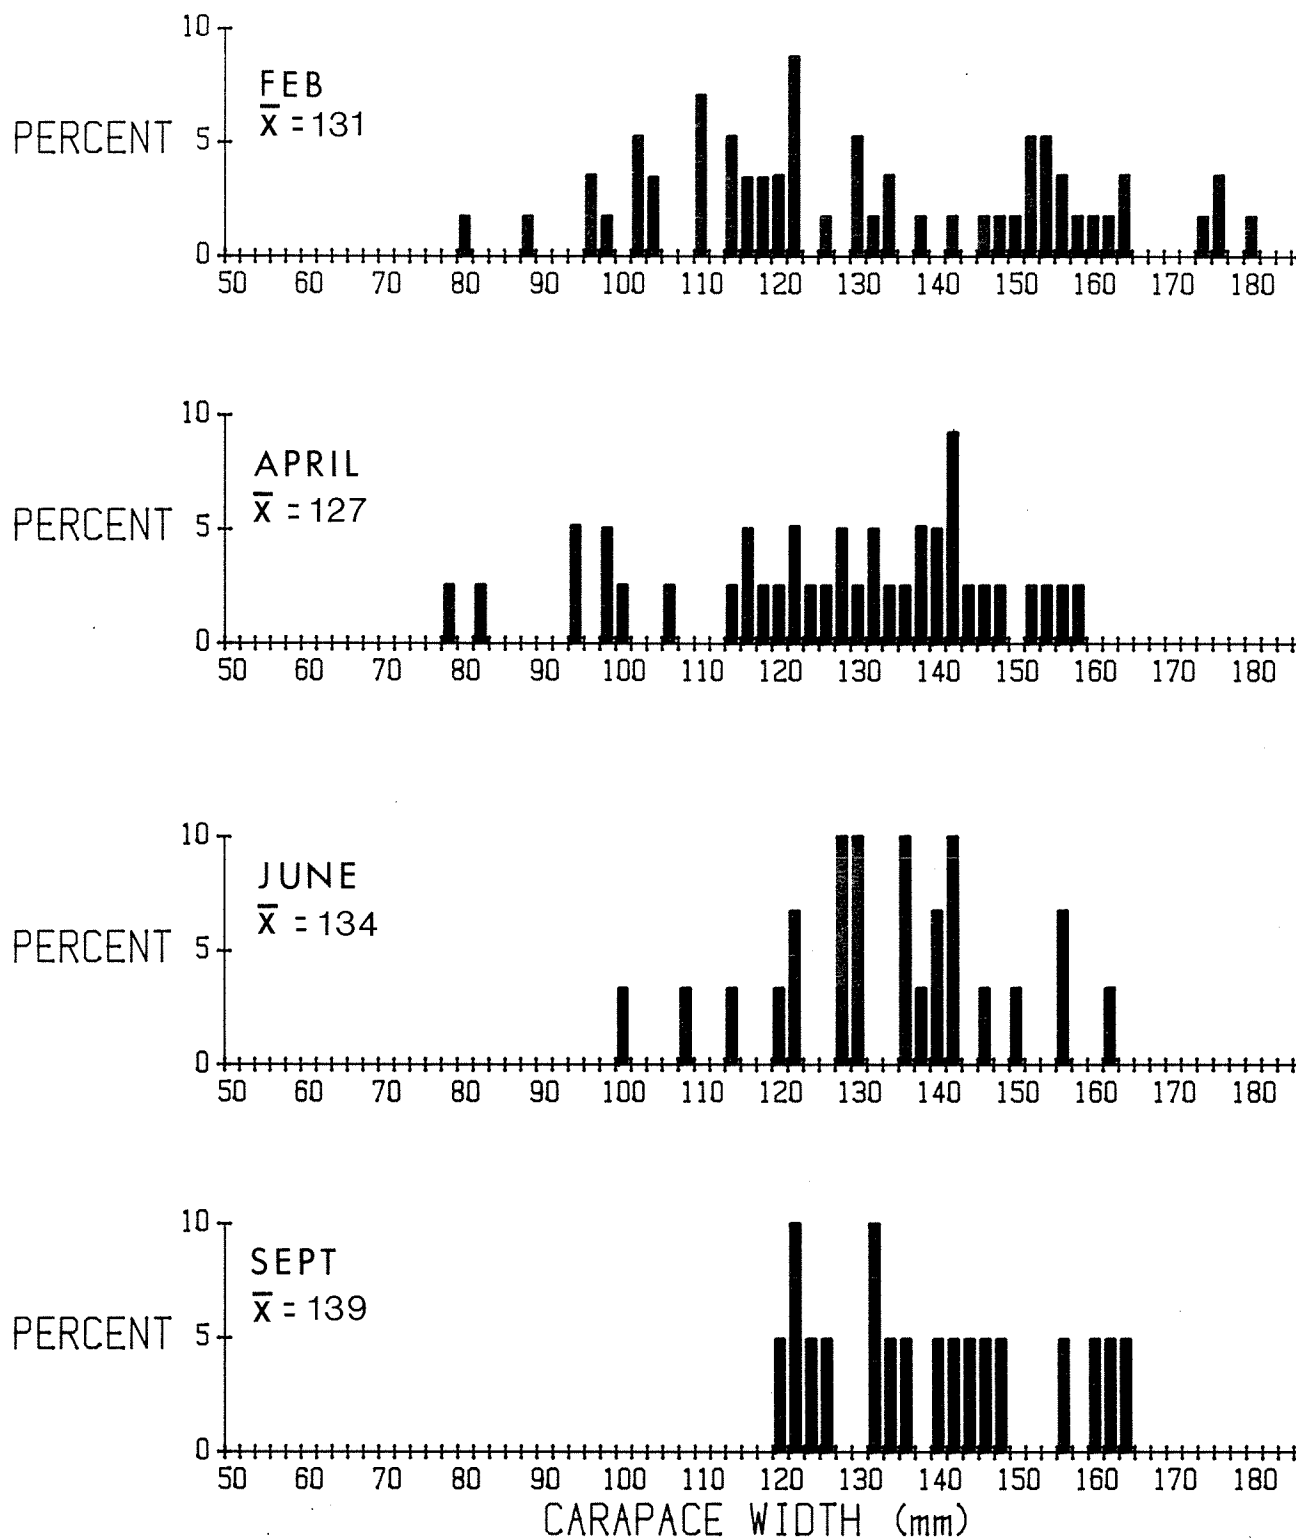 10
FEB
x̄ = 131
PERCENT 5
0
50 60 70 80 90 100 110 120 130 140 150 160 170 180
10
APRIL
x̄ = 127
PERCENT 5
0
50 60 70 80 90 100 110 120 130 140 150 160 170 180
10
JUNE
x̄ = 134
PERCENT 5
0
50 60 70 80 90 100 110 120 130 140 150 160 170 180
10
SEPT
x̄ = 139
PERCENT 5
0
50 60 70 80 90 100 110 120 130 140 150 160 170 180
CARAPACE WIDTH (mm)